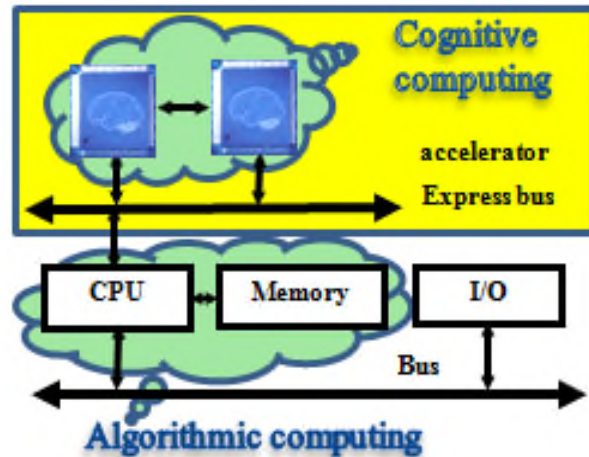 Cognitive
computing
accelerator
Express bus
CPU
Memory
I/O
Bus
Algorithmic computing